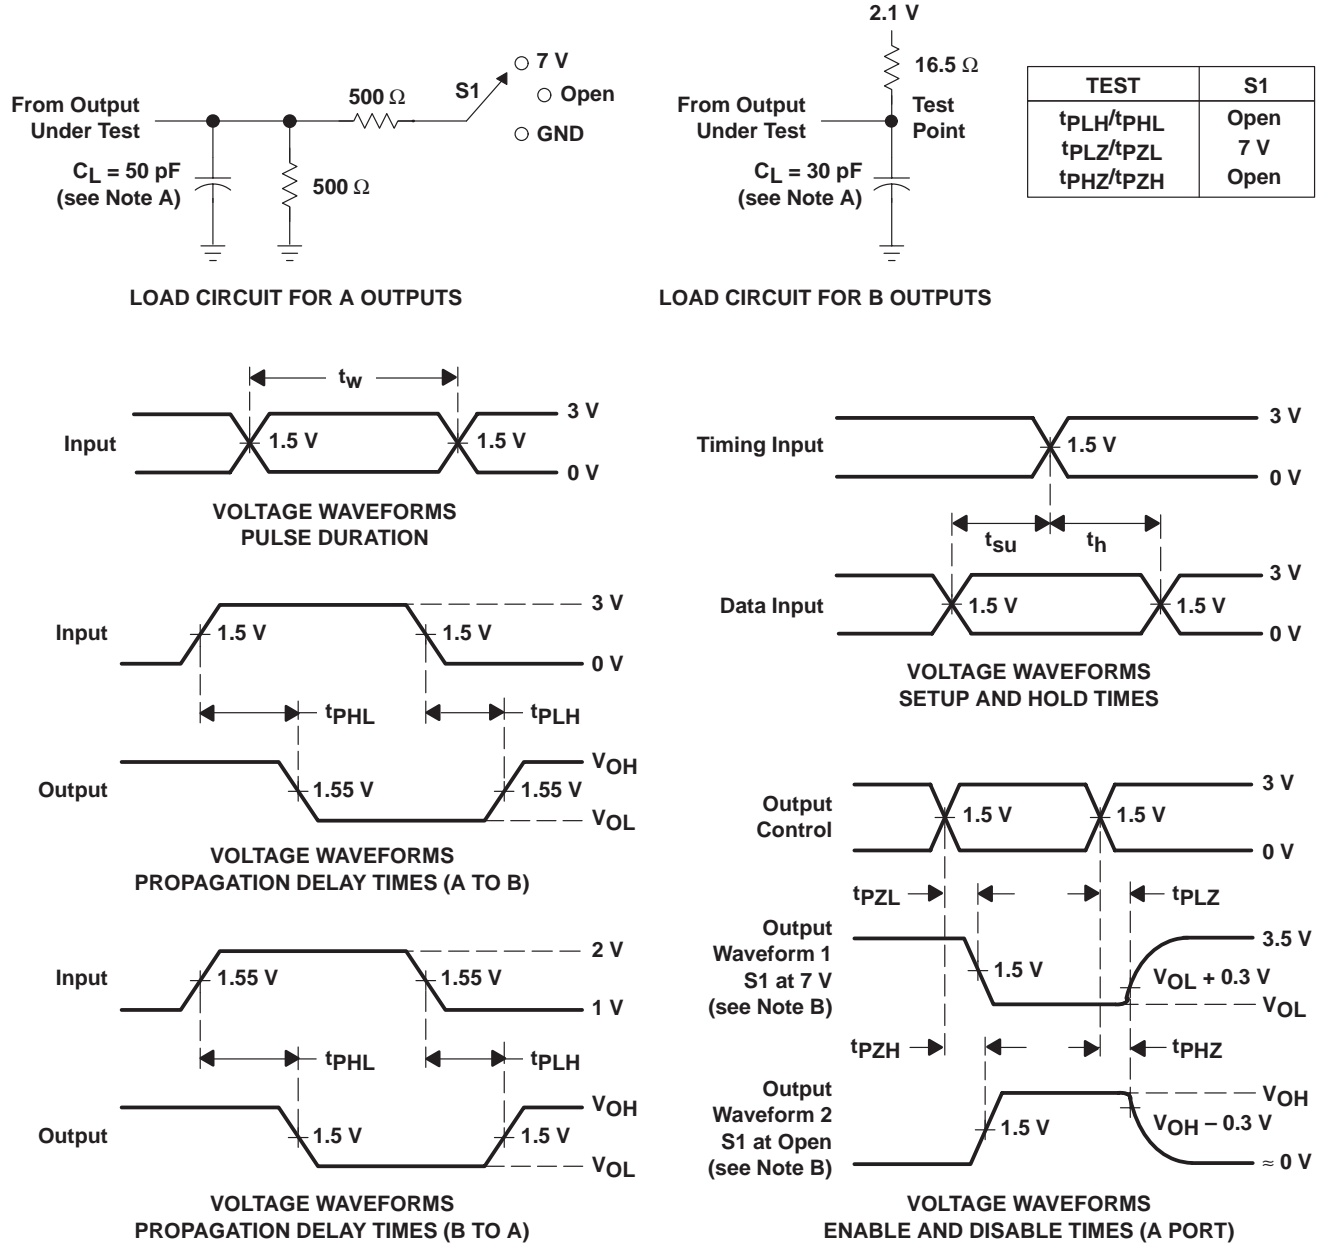 From Output
Under Test
CL = 50 pF
(see Note A)
500 Ω
500 Ω
S1
7 V
Open
GND
LOAD CIRCUIT FOR A OUTPUTS
2.1 V
16.5 Ω
From Output
Under Test
Test
Point
CL = 30 pF
(see Note A)
LOAD CIRCUIT FOR B OUTPUTS
TEST S1
tPLH/tPHL Open
tPLZ/tPZL 7 V
tPHZ/tPZH Open
tw
Input
1.5 V
1.5 V
3 V
0 V
VOLTAGE WAVEFORMS
PULSE DURATION
Timing Input
1.5 V
3 V
0 V
tsu
th
Data Input
1.5 V
1.5 V
3 V
0 V
VOLTAGE WAVEFORMS
SETUP AND HOLD TIMES
Input
1.5 V
1.5 V
3 V
0 V
tPHL
tPLH
Output
1.55 V
1.55 V
VOH
VOL
VOLTAGE WAVEFORMS
PROPAGATION DELAY TIMES (A TO B)
Input
1.55 V
1.55 V
2 V
1 V
tPHL
tPLH
Output
1.5 V
1.5 V
VOH
VOL
VOLTAGE WAVEFORMS
PROPAGATION DELAY TIMES (B TO A)
Output
Control
1.5 V
1.5 V
3 V
0 V
tPZL
tPLZ
Output
Waveform 1
S1 at 7 V
(see Note B)
1.5 V
3.5 V
VOL + 0.3 V
VOL
tPZH
tPHZ
Output
Waveform 2
S1 at Open
(see Note B)
1.5 V
VOH
VOH − 0.3 V
≈ 0 V
VOLTAGE WAVEFORMS
ENABLE AND DISABLE TIMES (A PORT)